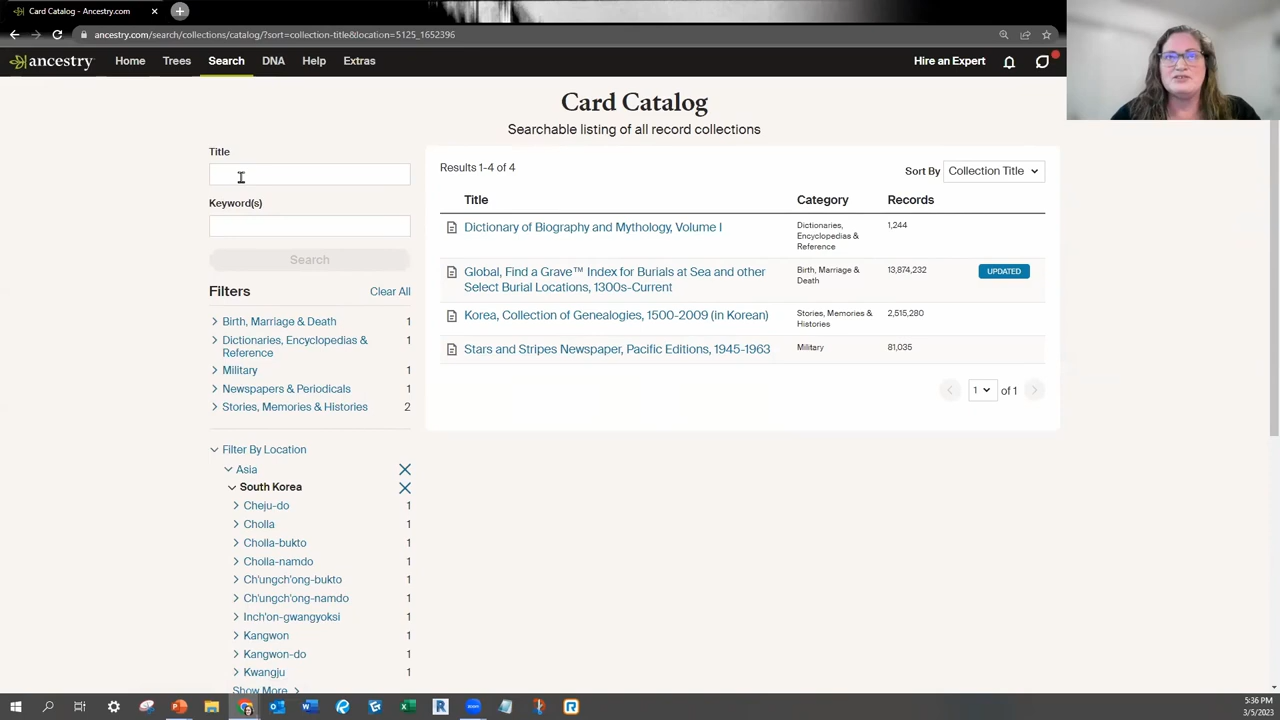 Card Catalog - Ancestry.com
ancestry.com/search/collections/catalog/?sort=collection-title&location=5125_1652396
ancestry Home Trees Search DNA Help Extras Hire an Expert
Card Catalog
Searchable listing of all record collections
Title
Keyword(s)
Search
Filters Clear All
Birth, Marriage & Death 1
Dictionaries, Encyclopedias & 1
Reference
Military 1
Newspapers & Periodicals 1
Stories, Memories & Histories 2
Filter By Location
Asia
South Korea
Cheju-do 1
Cholla 1
Cholla-bukto 1
Cholla-namdo 1
Ch'ungch'ong-bukto 1
Ch'ungch'ong-namdo 1
Inch'on-gwangyoksi 1
Kangwon 1
Kangwon-do 1
Kwangju 1
Show More
Results 1-4 of 4
Sort By Collection Title
Title Category Records
Dictionary of Biography and Mythology, Volume I
Dictionaries,
Encyclopedias &
Reference
1,244
Global, Find a Grave™ Index for Burials at Sea and other
Select Burial Locations, 1300s-Current
Birth, Marriage &
Death
13,874,232
UPDATED
Korea, Collection of Genealogies, 1500-2009 (in Korean)
Stories, Memories &
Histories
2,515,280
Stars and Stripes Newspaper, Pacific Editions, 1945-1963
Military
81,035
1 of 1
5:36 PM
3/5/2023